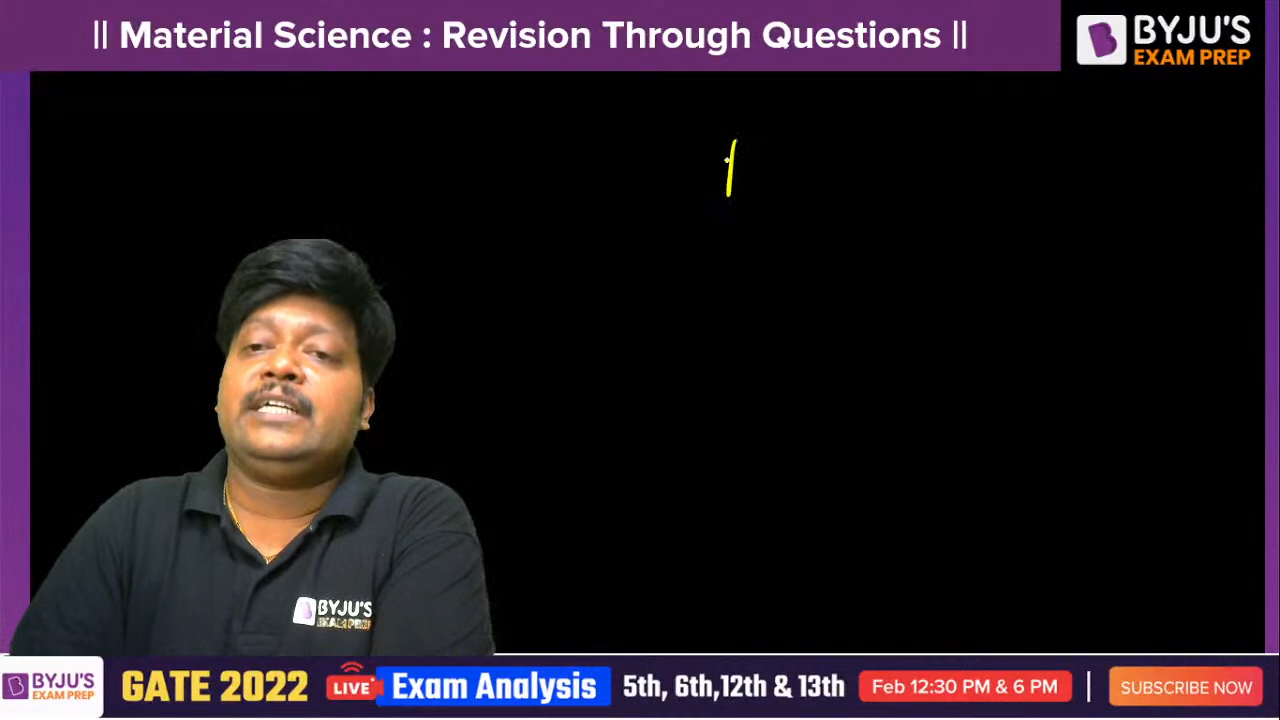 || Material Science : Revision Through Questions ||
BYJU'S
EXAM PREP
BYJU'S
EXAM PREP
BYJU'S
EXAM PREP
GATE 2022
LIVE
Exam Analysis
5th, 6th,12th & 13th
Feb 12:30 PM & 6 PM
|
SUBSCRIBE NOW